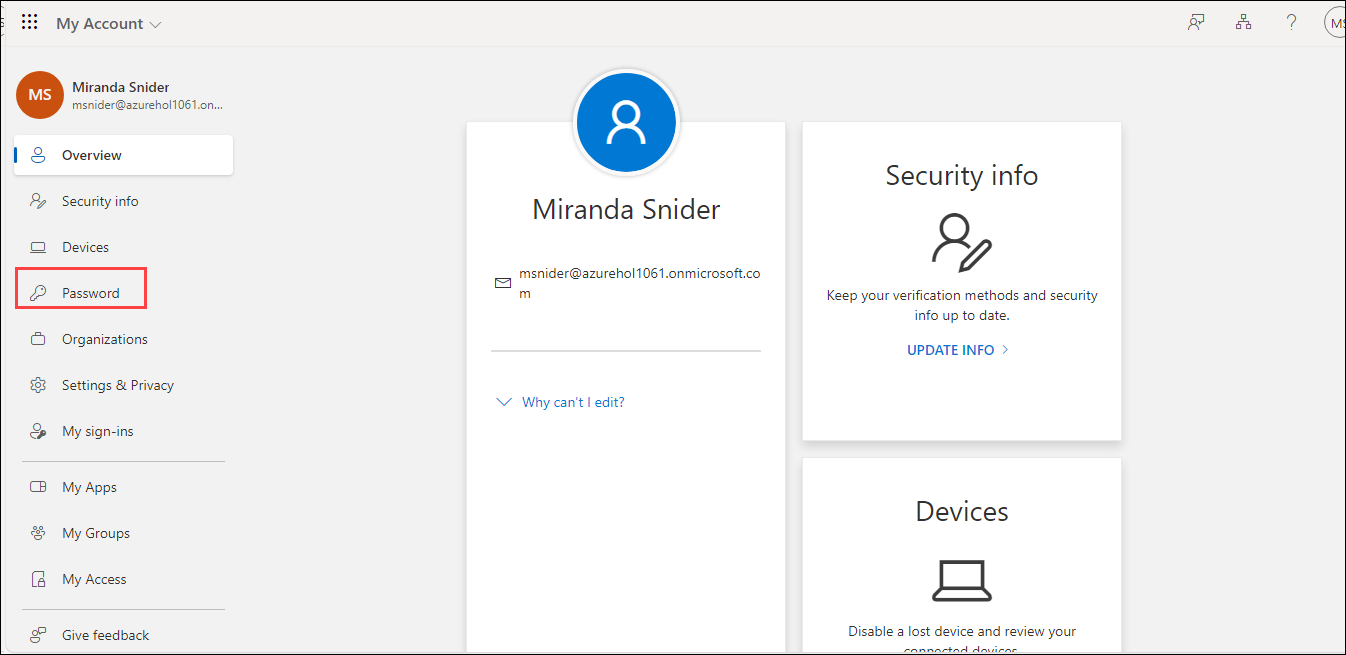 My Account
MS
MS
Miranda Snider
msnider@azurehol1061.on...
Overview
Security info
Devices
Password
Organizations
Settings & Privacy
My sign-ins
My Apps
My Groups
My Access
Give feedback
Miranda Snider
msnider@azurehol1061.onmicrosoft.co
m
Why can't I edit?
Security info
Keep your verification methods and security
info up to date.
UPDATE INFO
Devices
Disable a lost device and review your
connected devices